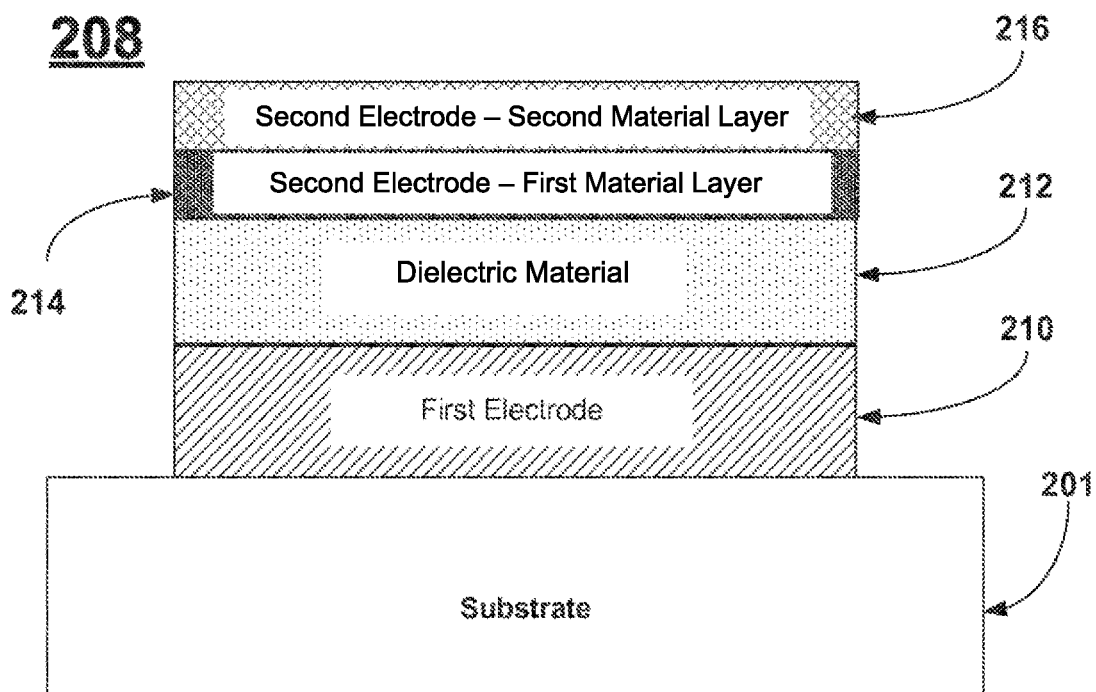 208
216
Second Electrode – Second Material Layer
Second Electrode – First Material Layer
212
Dielectric Material
214
210
First Electrode
201
Substrate